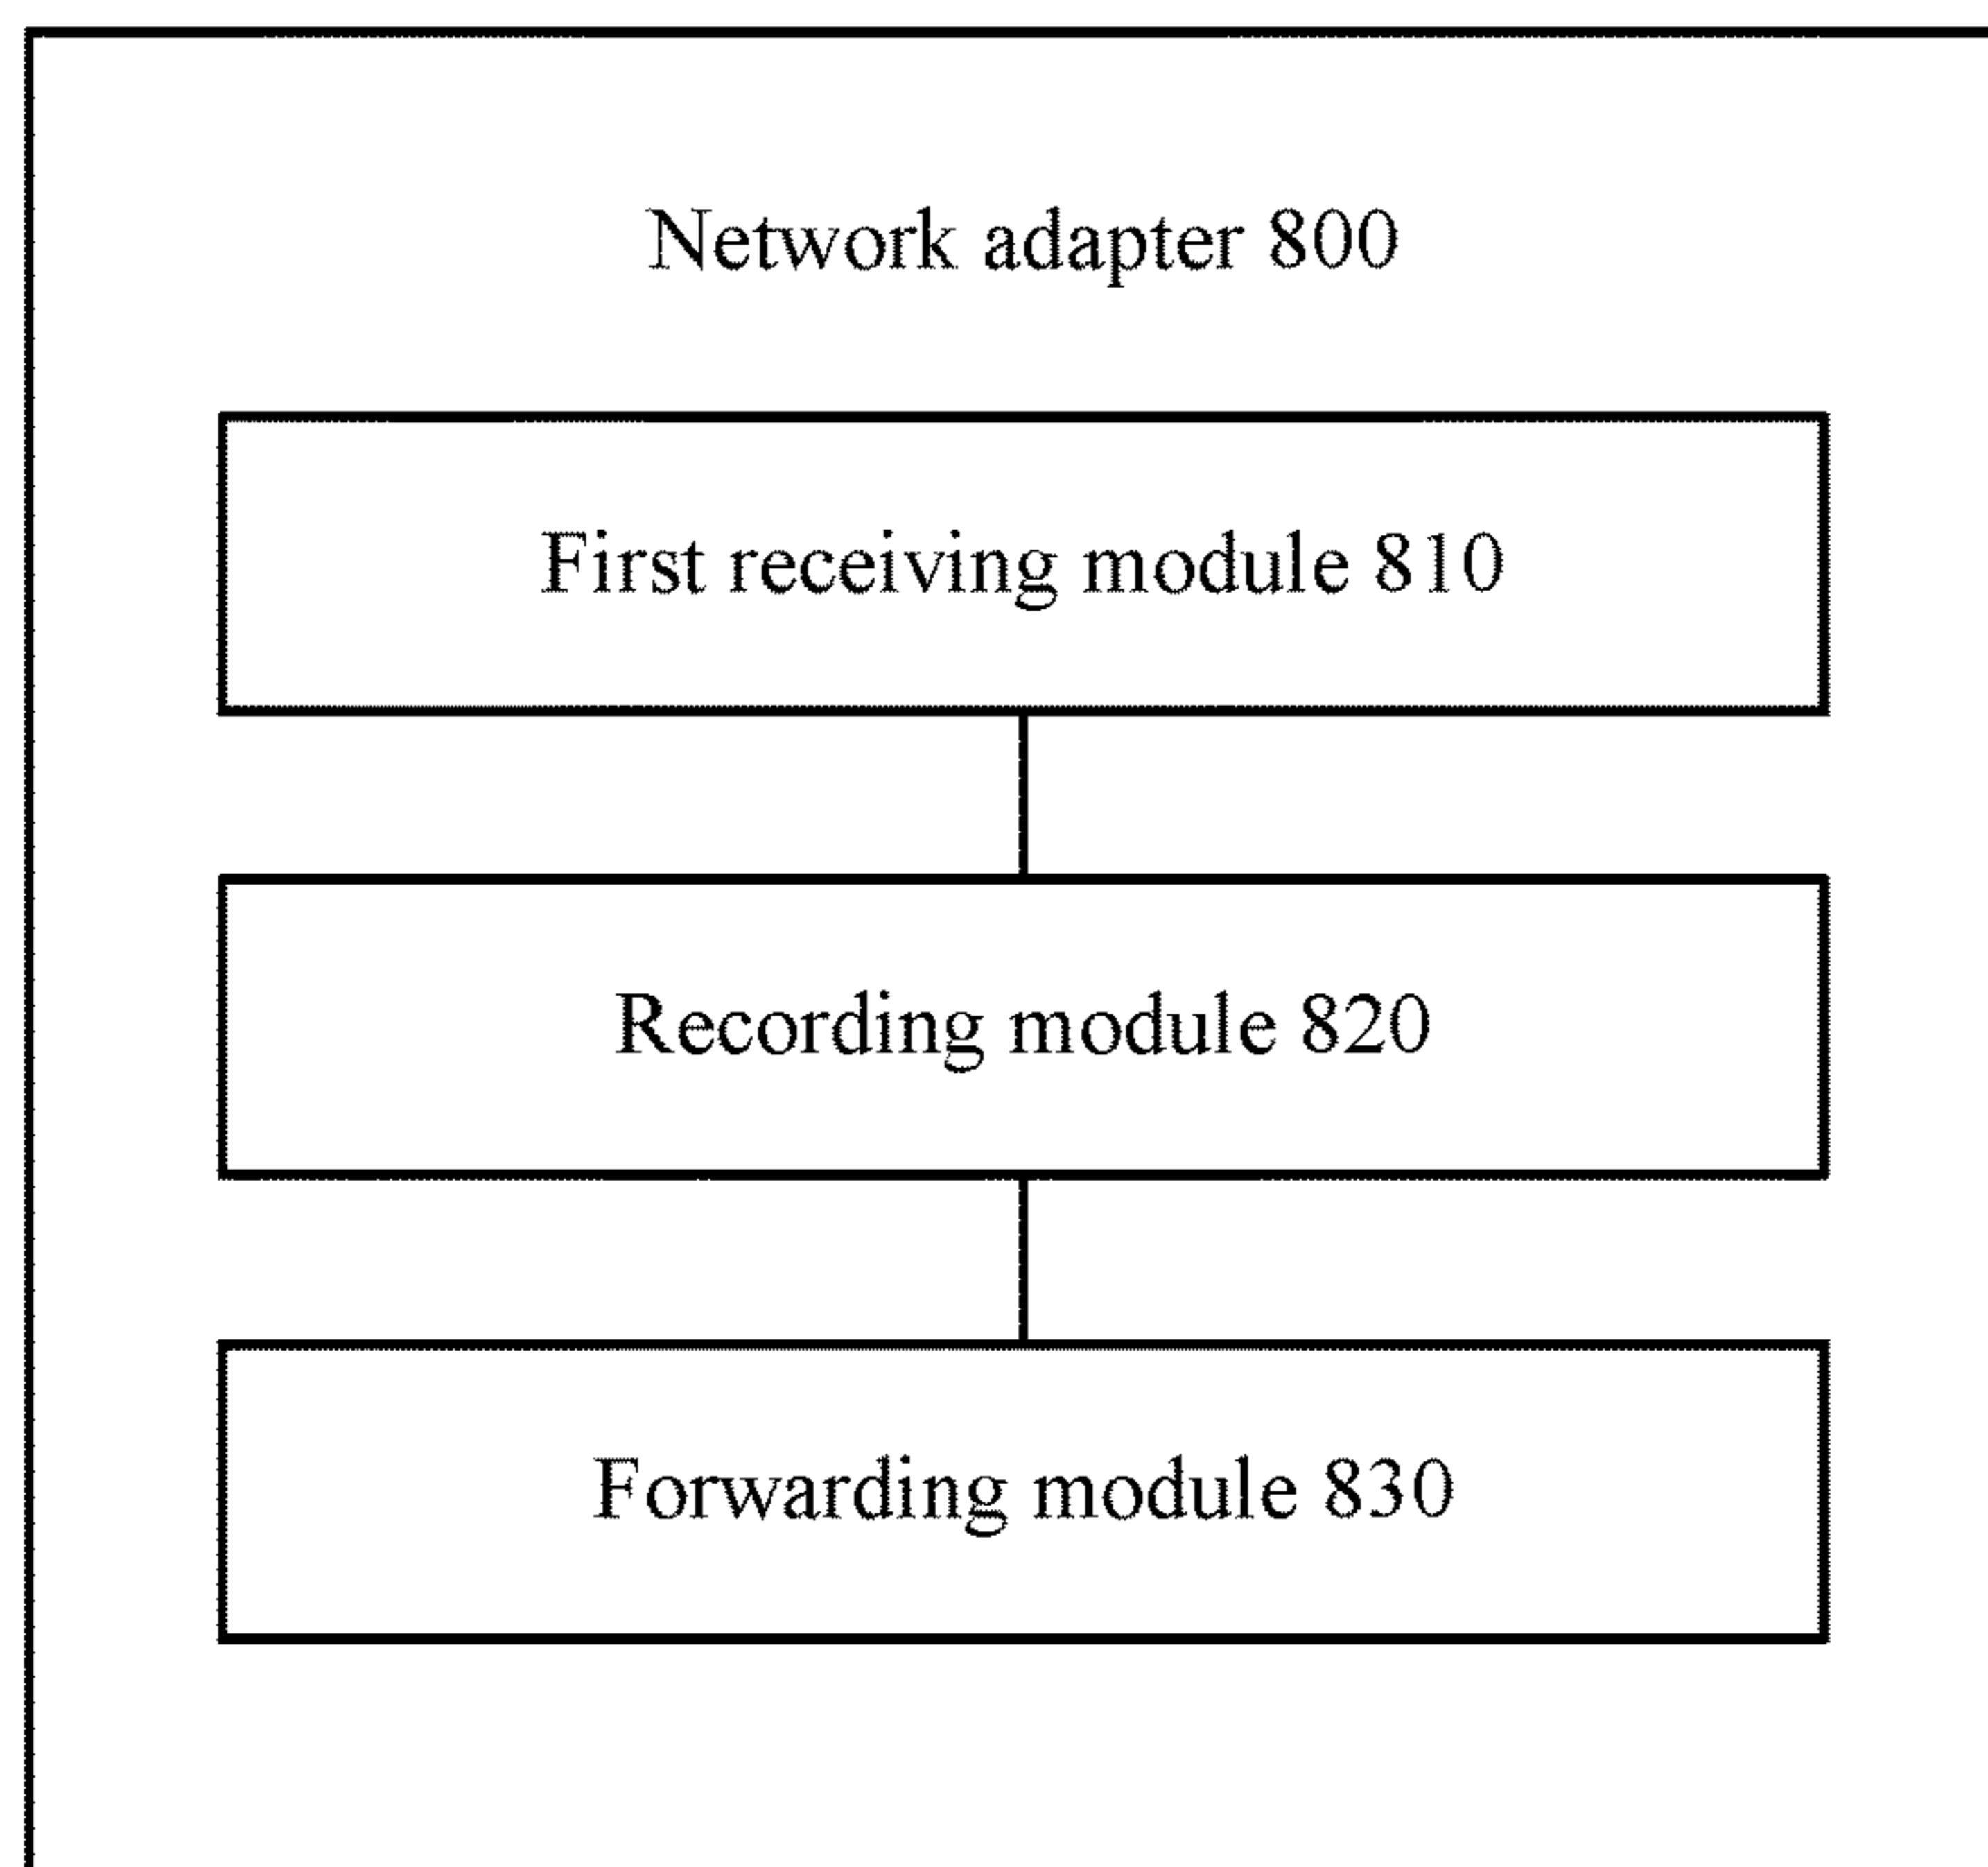 Network adapter 800
First receiving module 810
Recording module 820
Forwarding module 830